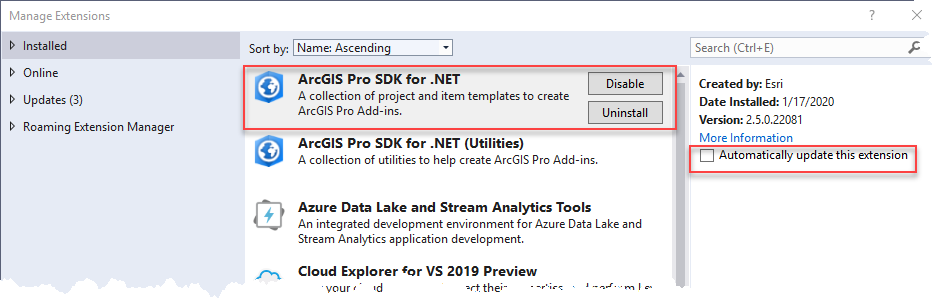 Manage Extensions
?
Installed
Online
Updates (3)
Roaming Extension Manager
Sort by: Name: Ascending
ArcGIS Pro SDK for .NET
A collection of project and item templates to create
ArcGIS Pro Add-ins.
Disable
Uninstall
ArcGIS Pro SDK for .NET (Utilities)
A collection of utilities to help create ArcGIS Pro Add-ins.
Azure Data Lake and Stream Analytics Tools
An integrated development environment for Azure Data Lake and
Stream Analytics application development.
Cloud Explorer for VS 2019 Preview
your cloud
Search (Ctrl+E)
Created by: Esri
Date Installed: 1/17/2020
Version: 2.5.0.22081
More Information
Automatically update this extension